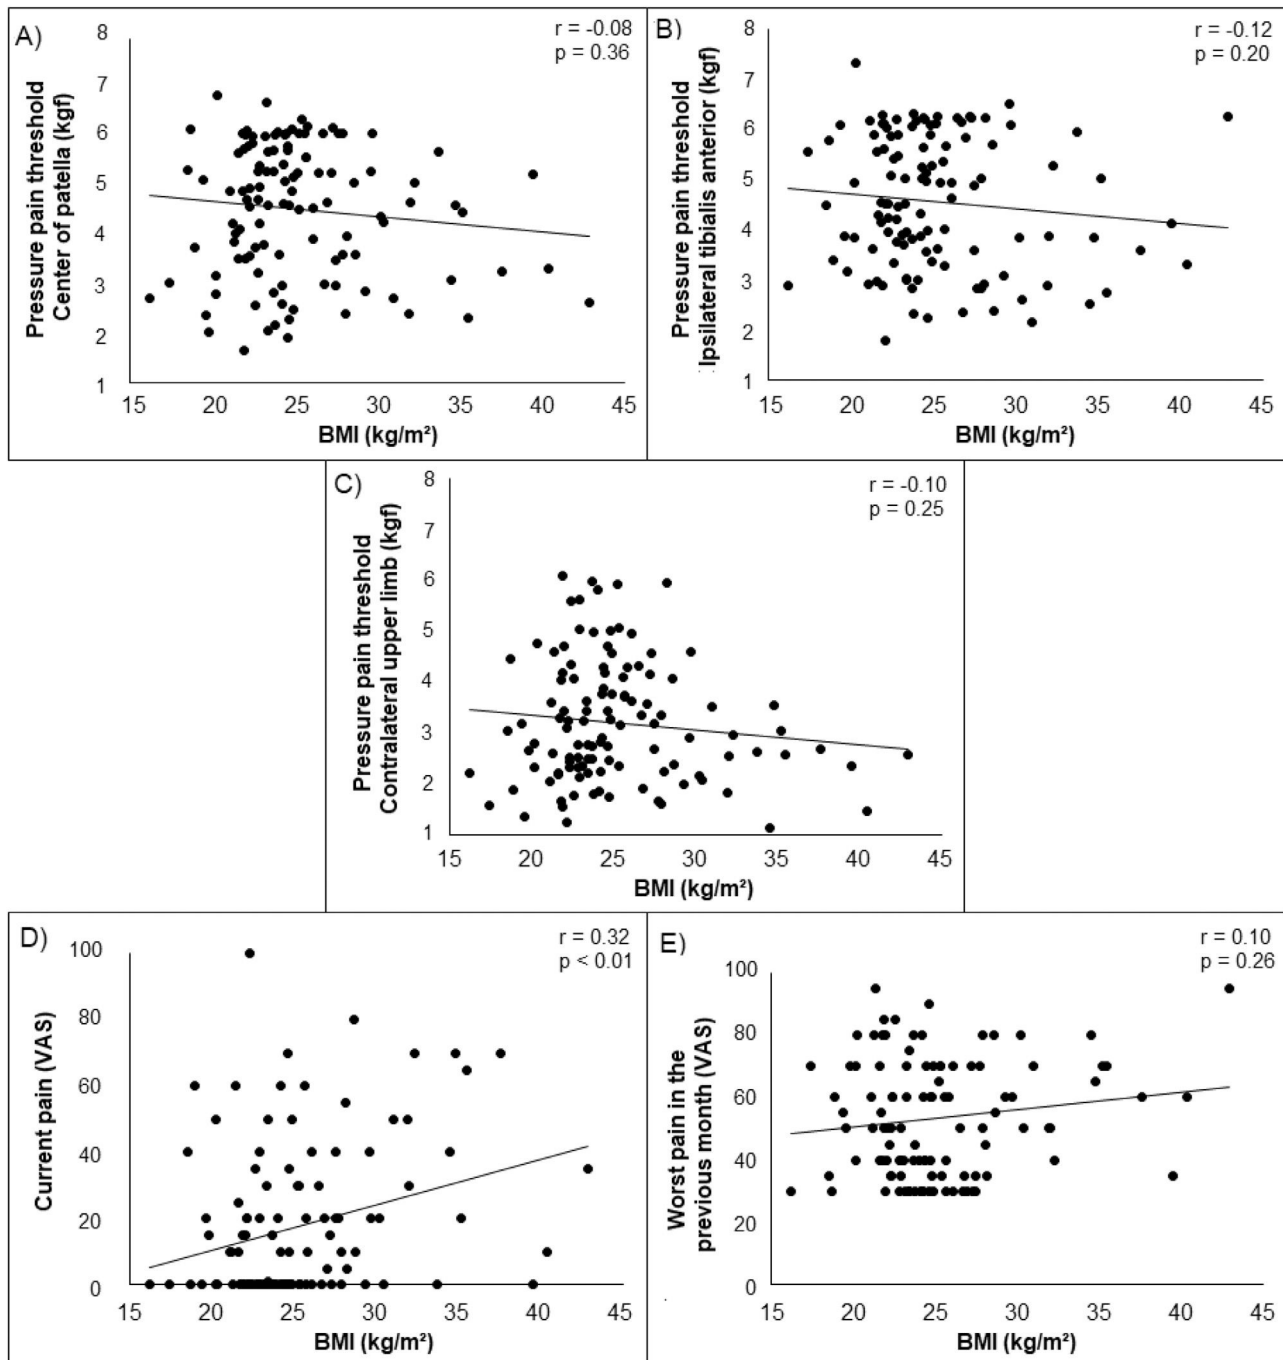 A)
r = -0.08
p = 0.36
Pressure pain threshold
Center of patella (kgf)
8
7
6
5
4
3
2
1
15 20 25 30 35 40 45
BMI (kg/m²)
B)
r = -0.12
p = 0.20
Pressure pain threshold
Ipsilateral tibialis anterior (kgf)
8
7
6
5
4
3
2
1
15 20 25 30 35 40 45
BMI (kg/m²)
C)
r = -0.10
p = 0.25
Pressure pain threshold
Contralateral upper limb (kgf)
8
7
6
5
4
3
2
1
15 20 25 30 35 40 45
BMI (kg/m²)
D)
r = 0.32
p < 0.01
Current pain (VAS)
100
80
60
40
20
0
15 20 25 30 35 40 45
BMI (kg/m²)
E)
r = 0.10
p = 0.26
Worst pain in the
previous month (VAS)
100
80
60
40
20
0
15 20 25 30 35 40 45
BMI (kg/m²)